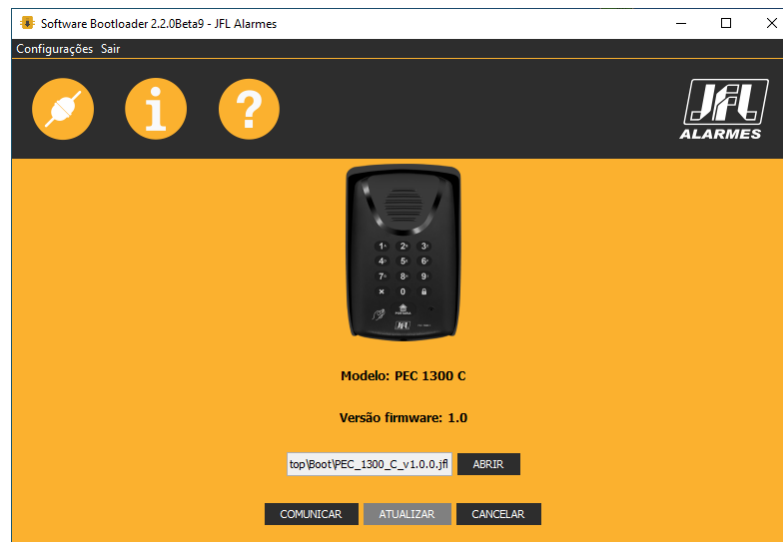 Software Bootloader 2.2.0Beta9 - JFL Alarmes
Configurações Sair
JFL
ALARMES
1
2
3
4
5
6
7
8
9
0
JFL
Modelo: PEC 1300 C
Versão firmware: 1.0
top\Boot\PEC_1300_C_v1.0.0.jfl ABRIR
COMUNICAR ATUALIZAR CANCELAR